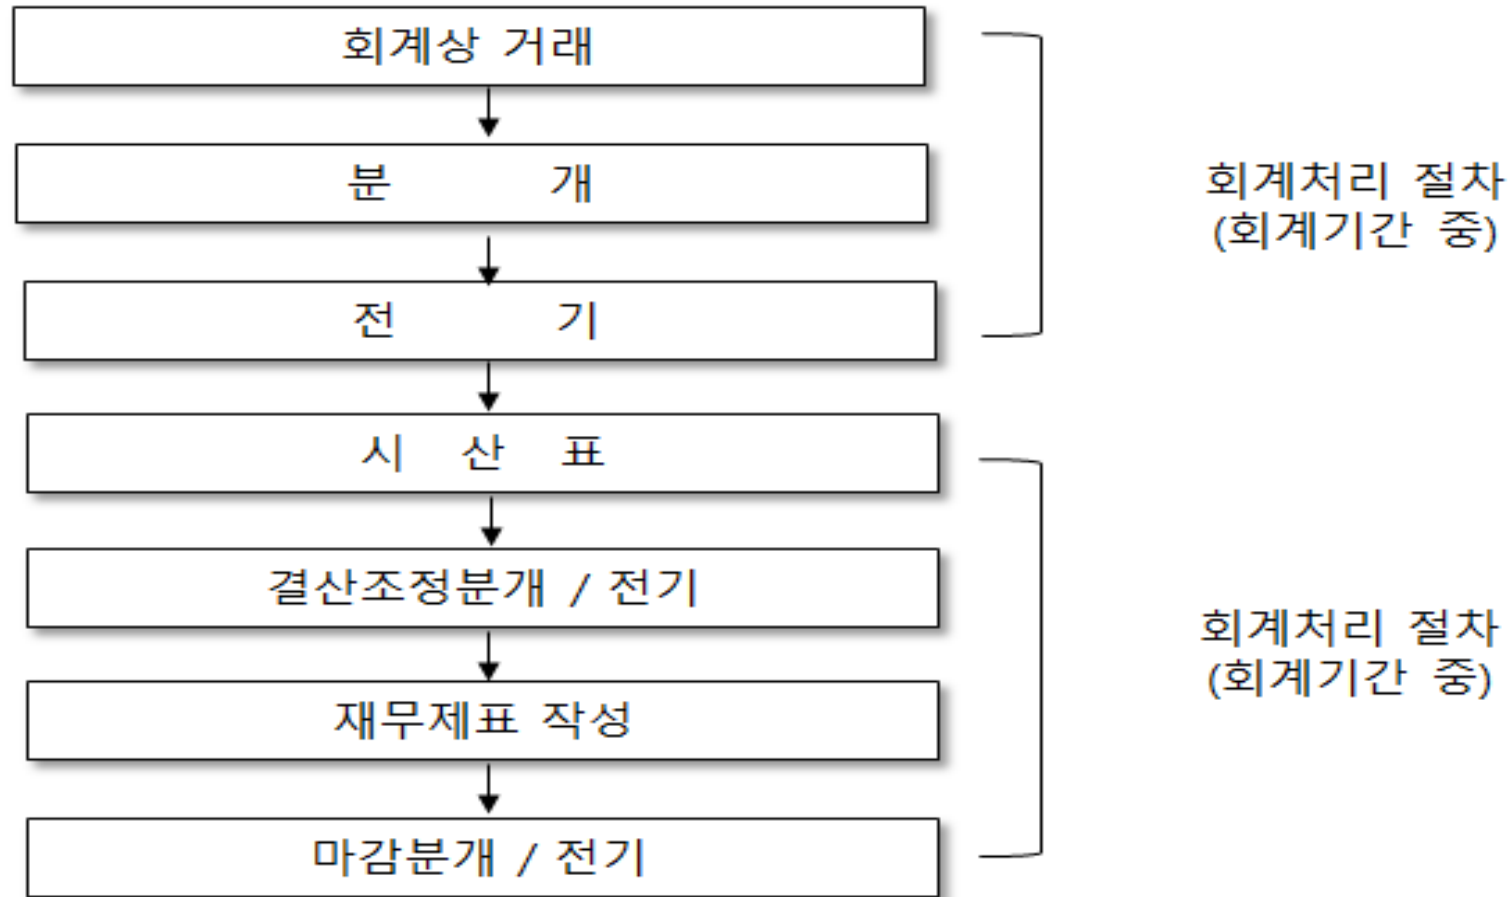 회계상 거래
분 개
전 기
회계처리 절차
(회계기간 중)
시 산 표
결산조정분개 / 전기
재무제표 작성
마감분개 / 전기
회계처리 절차
(회계기간 중)